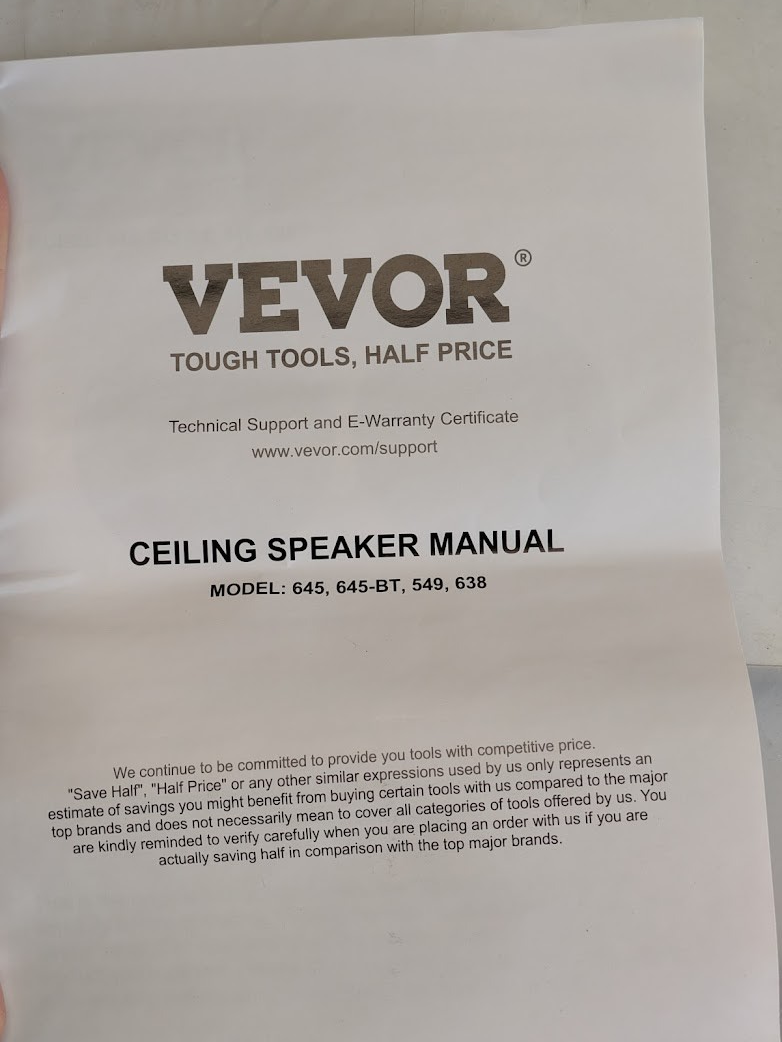 VEVOR®
TOUGH TOOLS, HALF PRICE
Technical Support and E-Warranty Certificate
www.vevor.com/support
CEILING SPEAKER MANUAL
MODEL: 645, 645-BT, 549, 638
We continue to be committed to provide you tools with competitive price.
"Save Half", "Half Price" or any other similar expressions used by us only represents an
estimate of savings you might benefit from buying certain tools with us compared to the major
top brands and does not necessarily mean to cover all categories of tools offered by us. You
are kindly reminded to verify carefully when you are placing an order with us if you are
actually saving half in comparison with the top major brands.